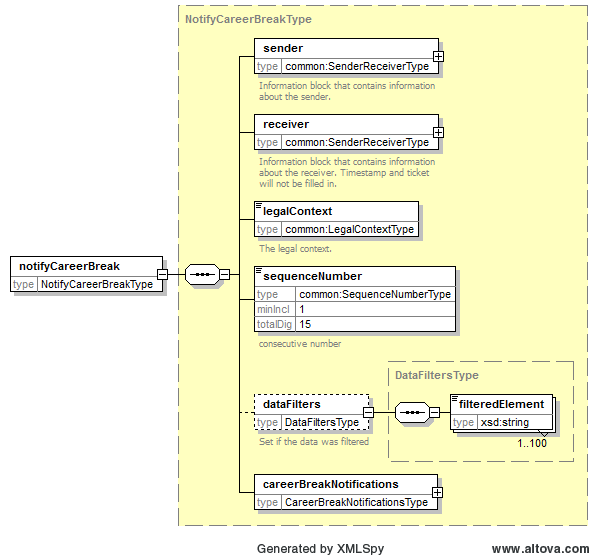 NotifyCareerBreakType
sender
type common:SenderReceiverType
Information block that contains information
about the sender.
receiver
type common:SenderReceiverType
Information block that contains information
about the receiver. Timestamp and ticket
will not be filled in.
legalContext
type common:LegalContextType
The legal context.
notifyCareerBreak
type NotifyCareerBreakType
sequenceNumber
type common:SequenceNumberType
minIncl 1
totalDig 15
consecutive number
DataFiltersType
dataFilters
type DataFiltersType
Set if the data was filtered
filteredElement
type xsd:string
1..100
careerBreakNotifications
type CareerBreakNotificationsType
Generated by XMLSpy
www.altova.com